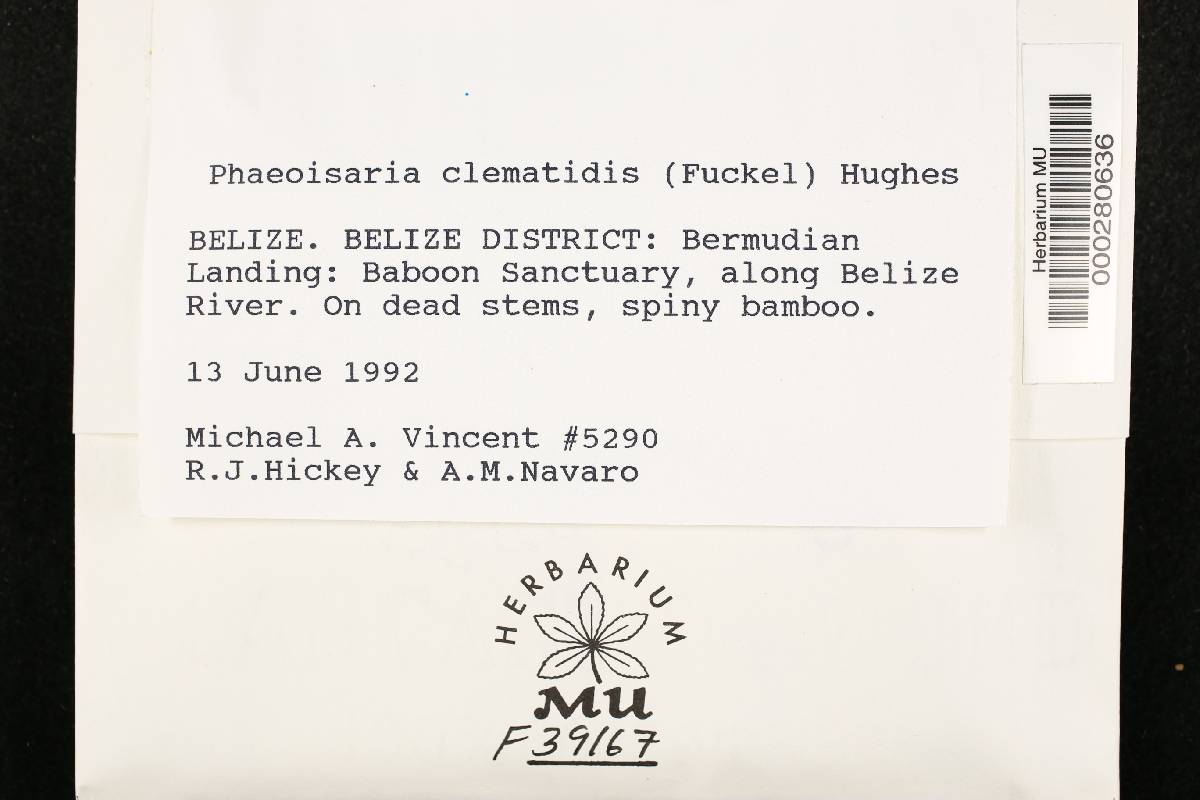 Phaeoisaria clematidis (Fuckel) Hughes
BELIZE. BELIZE DISTRICT: Bermudian
Landing: Baboon Sanctuary, along Belize
River. On dead stems, spiny bamboo.
13 June 1992
Michael A. Vincent #5290
R.J.Hickey & A.M.Navaro
Herbarium MU
000280636
HERBARIUM
MU
F39167